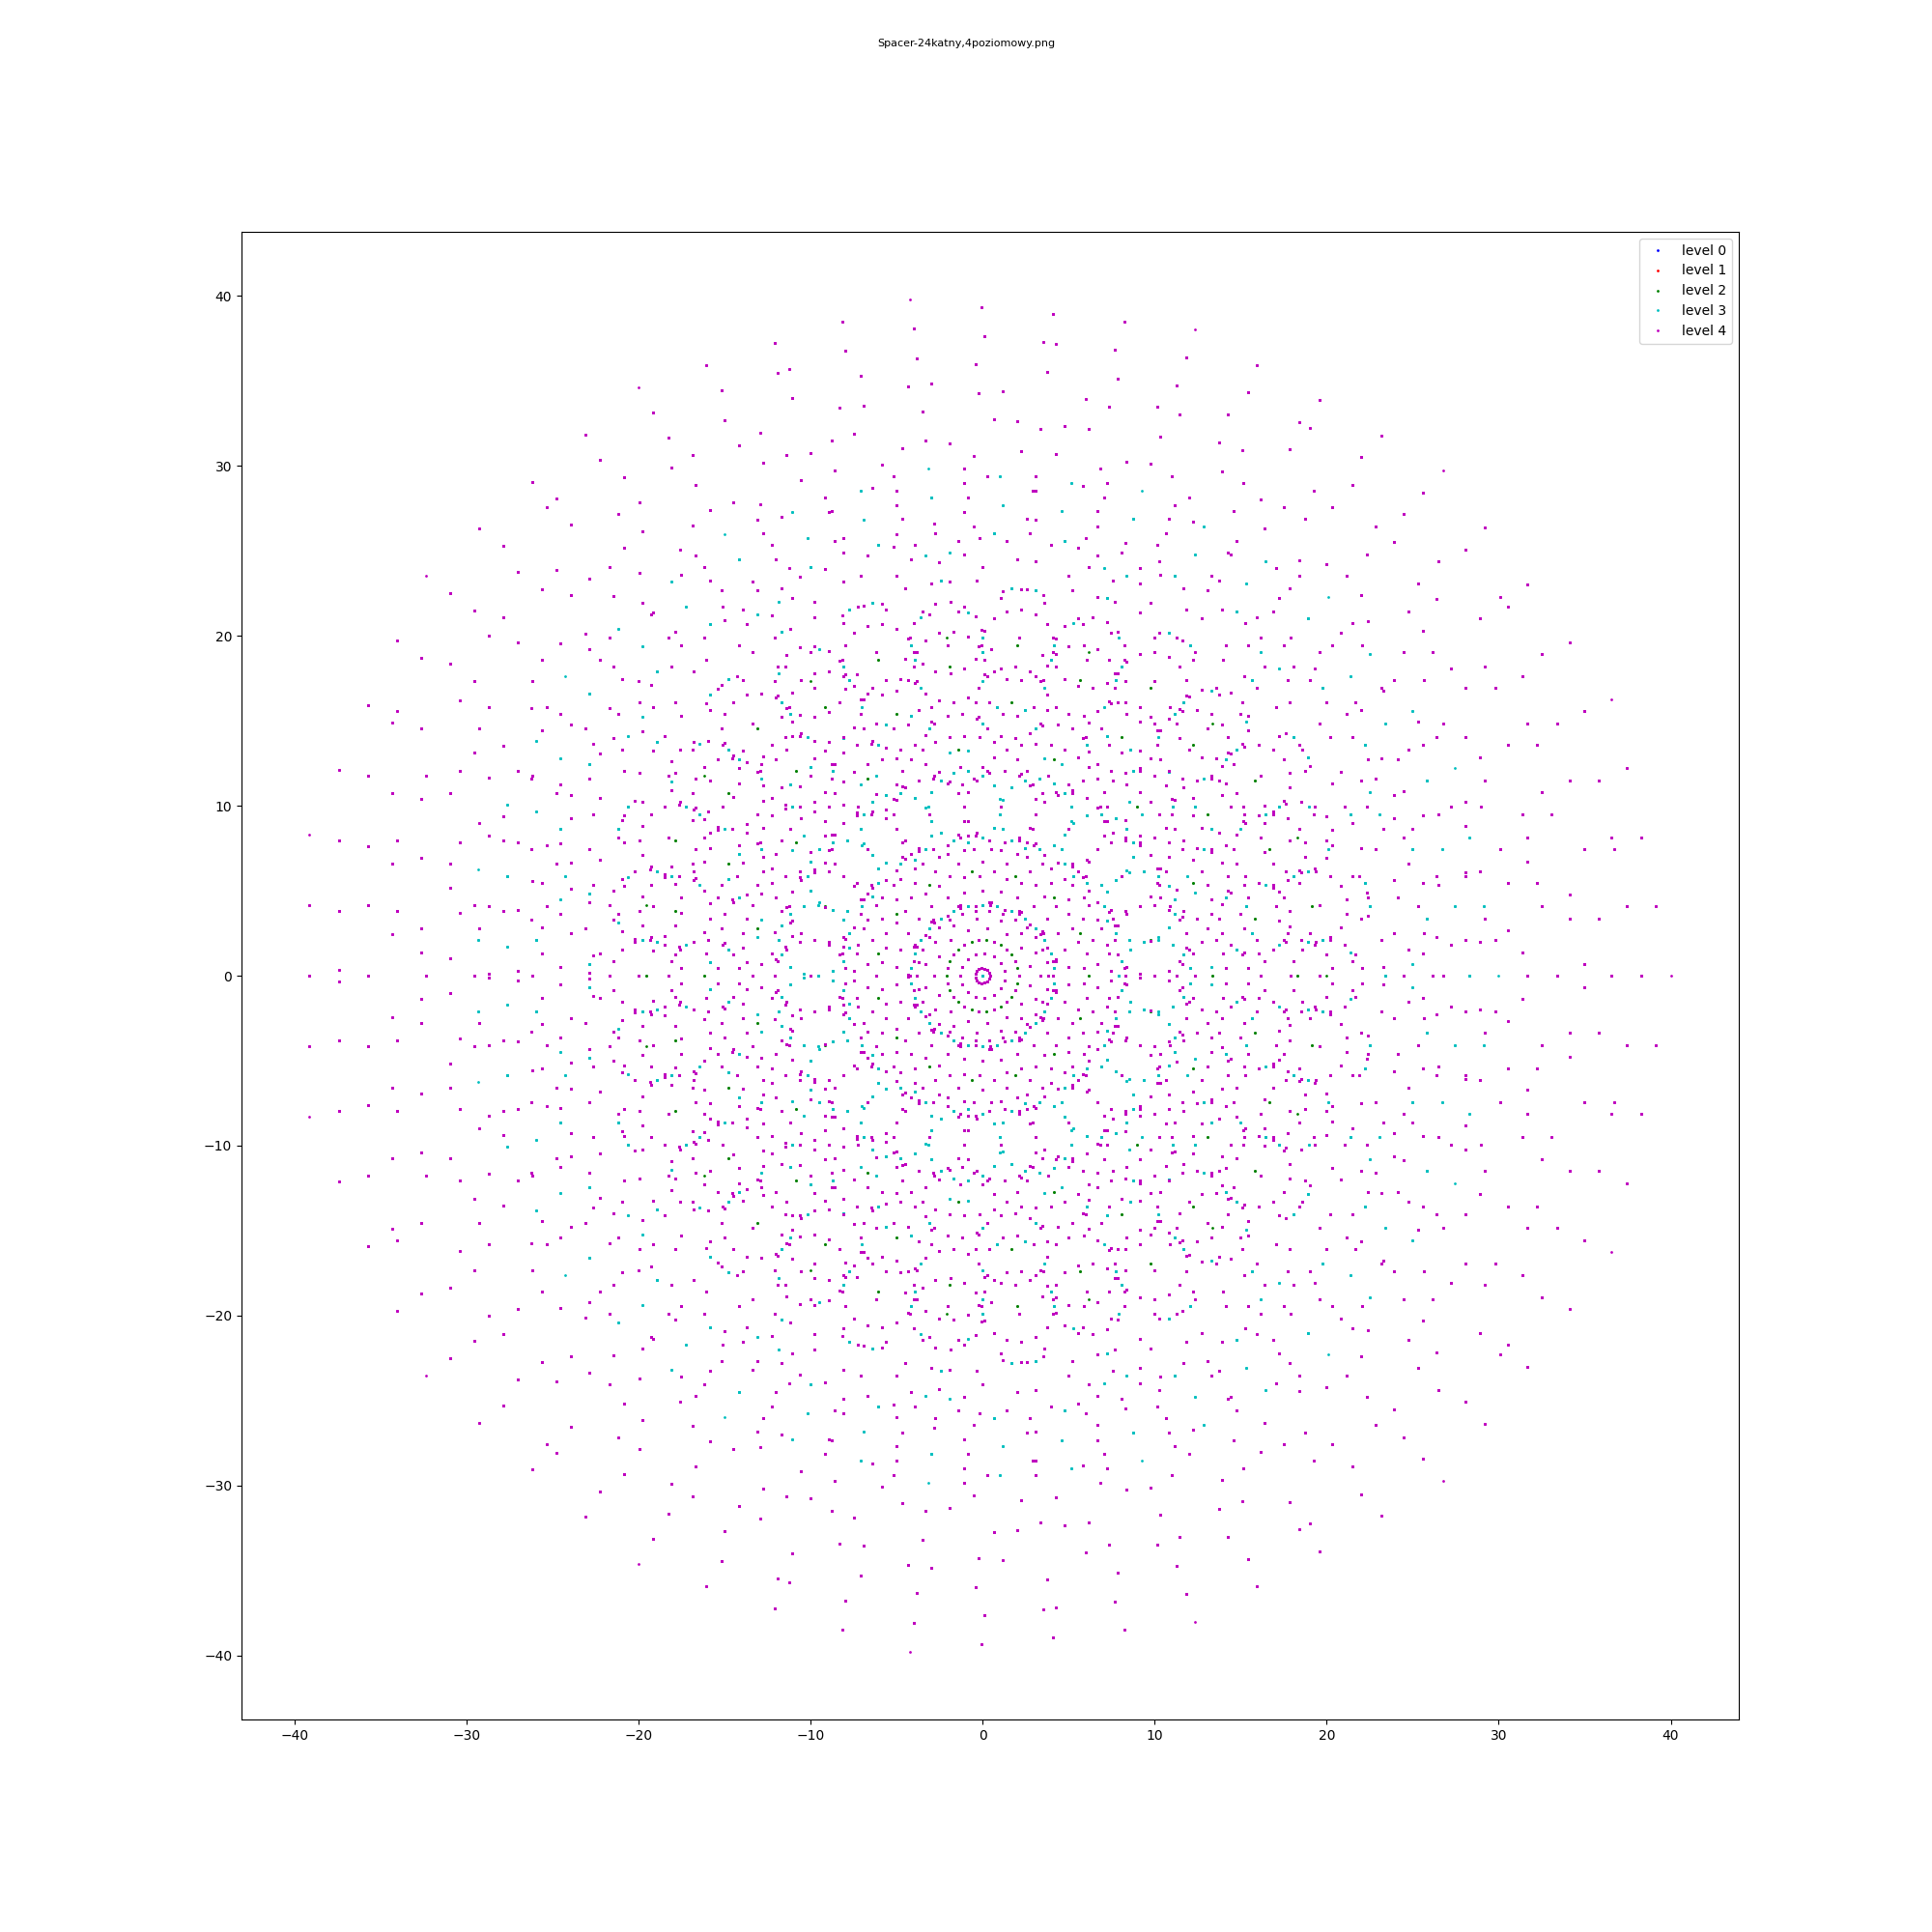 Spacer-24katny,4poziomowy.png
level 0
level 1
level 2
level 3
level 4
40
30
20
10
0
−10
−20
−30
−40
−40 −30 −20 −10 0 10 20 30 40